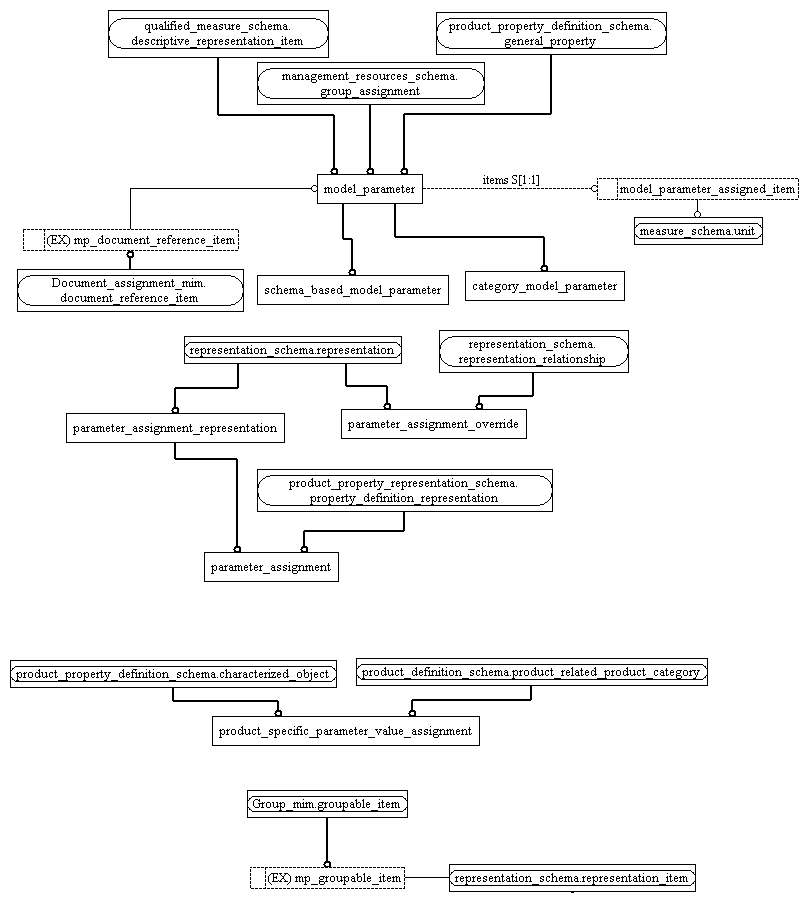 qualified_measure_schema.
descriptive_representation_item
product_property_definition_schema.
general_property
management_resources_schema.
group_assignment
model_parameter
items S[1:1]
model_parameter_assigned_item
measure_schema.unit
(EX) mp_document_reference_item
Document_assignment_mim.
document_reference_item
schema_based_model_parameter
category_model_parameter
representation_schema.representation
representation_schema.
representation_relationship
parameter_assignment_representation
parameter_assignment_override
product_property_representation_schema.
property_definition_representation
parameter_assignment
product_property_definition_schema.characterized_object
product_definition_schema.product_related_product_category
product_specific_parameter_value_assignment
Group_mim.groupable_item
(EX) mp_groupable_item
representation_schema.representation_item